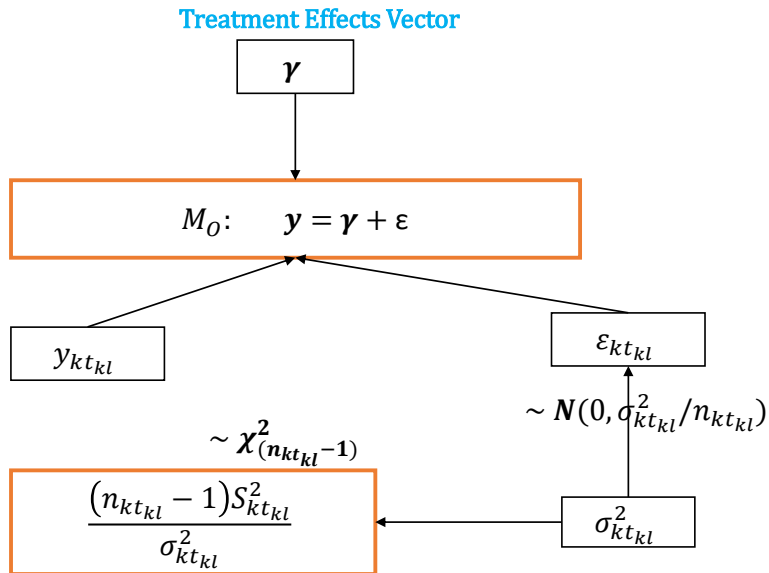 Treatment Effects Vector
𝜸
M_O: 𝒚 = 𝜸 + ε
y_{kt_{kl}}
ε_{kt_{kl}}
~ N(0, σ²_{kt_{kl}}/n_{kt_{kl}})
~ χ²_{(n_{kt_{kl}}−1)}
(n_{kt_{kl}} − 1)S²_{kt_{kl}}
σ²_{kt_{kl}}
σ²_{kt_{kl}}